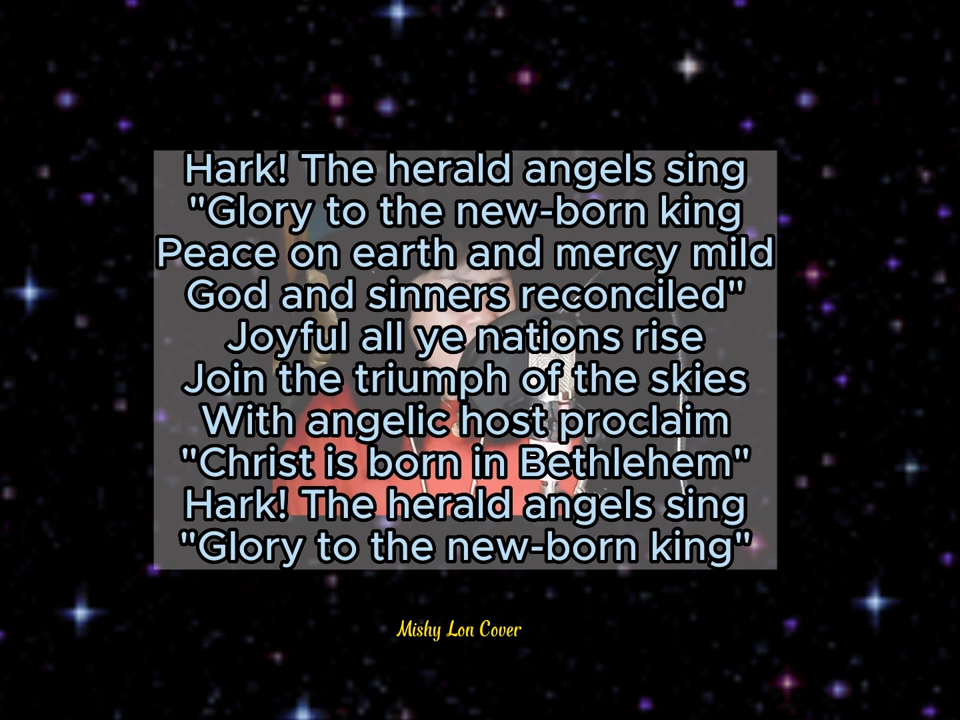 Hark! The herald angels sing
"Glory to the new-born king
Peace on earth and mercy mild
God and sinners reconciled"
Joyful all ye nations rise
Join the triumph of the skies
With angelic host proclaim
"Christ is born in Bethlehem"
Hark! The herald angels sing
"Glory to the new-born king"
Mishy Lon Cover